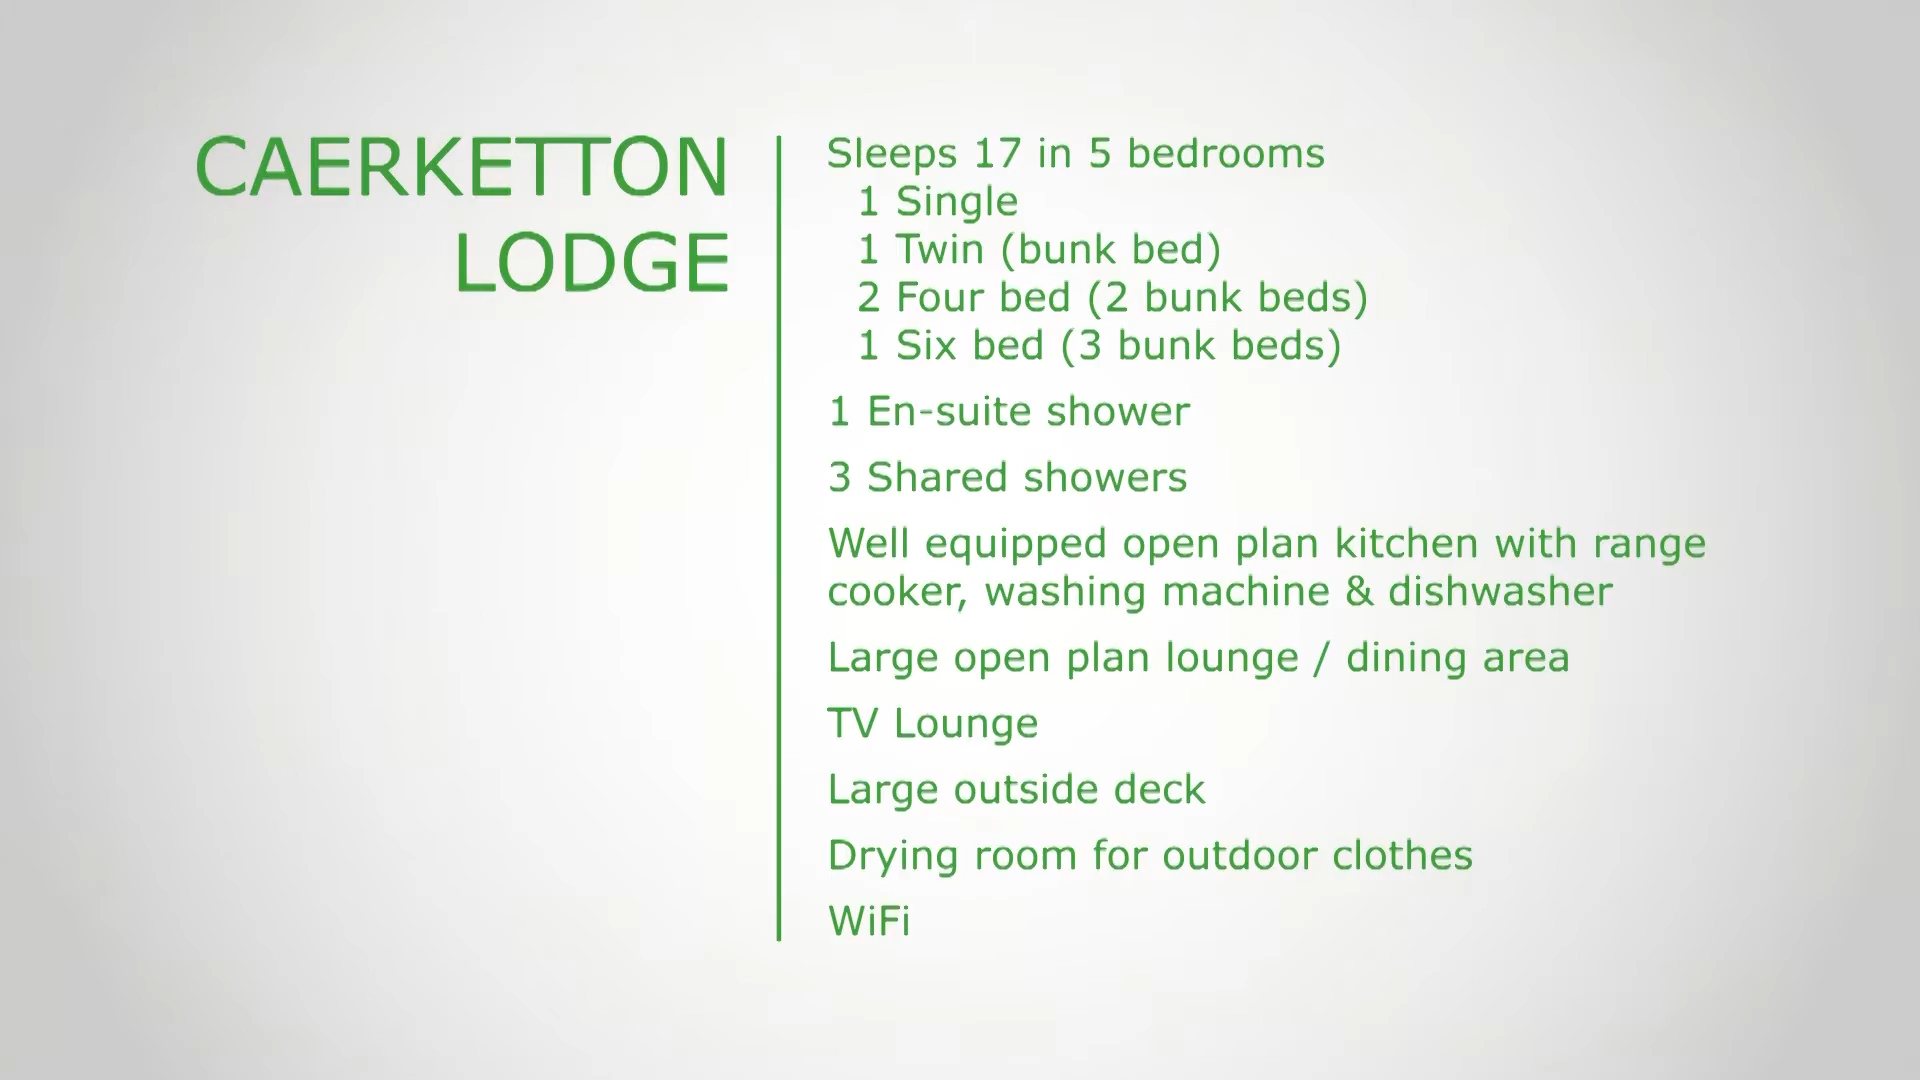 CAERKETTON
LODGE
Sleeps 17 in 5 bedrooms
1 Single
1 Twin (bunk bed)
2 Four bed (2 bunk beds)
1 Six bed (3 bunk beds)
1 En-suite shower
3 Shared showers
Well equipped open plan kitchen with range
cooker, washing machine & dishwasher
Large open plan lounge / dining area
TV Lounge
Large outside deck
Drying room for outdoor clothes
WiFi